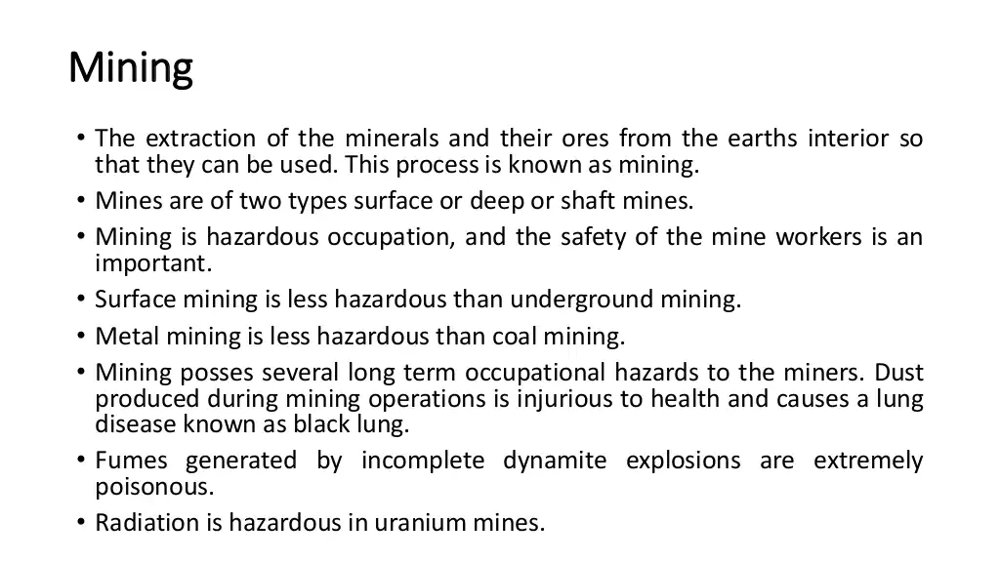 Mining
• The extraction of the minerals and their ores from the earths interior so
that they can be used. This process is known as mining.
• Mines are of two types surface or deep or shaft mines.
• Mining is hazardous occupation, and the safety of the mine workers is an
important.
• Surface mining is less hazardous than underground mining.
• Metal mining is less hazardous than coal mining.
• Mining posses several long term occupational hazards to the miners. Dust
produced during mining operations is injurious to health and causes a lung
disease known as black lung.
• Fumes generated by incomplete dynamite explosions are extremely
poisonous.
• Radiation is hazardous in uranium mines.